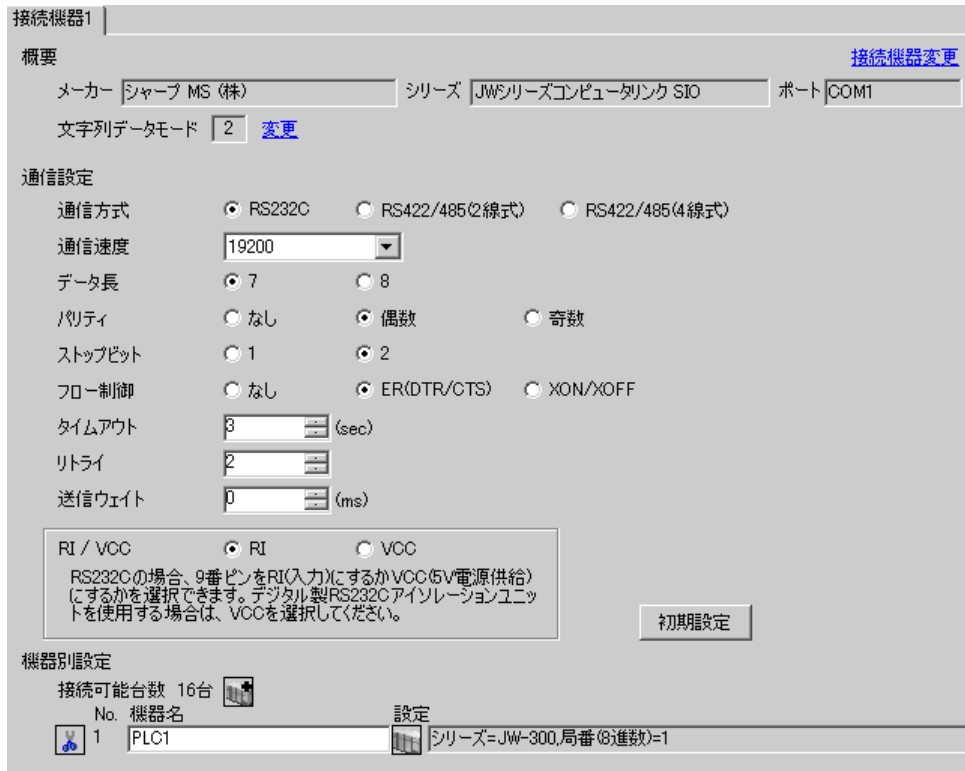 接続機器1
概要 接続機器変更
メーカー シャープ MS (株) シリーズ JWシリーズコンピュータリンク SIO ポート COM1
文字列データモード 2 変更
通信設定
通信方式 RS232C RS422/485(2線式) RS422/485(4線式)
通信速度 19200
データ長 7 8
パリティ なし 偶数 奇数
ストップビット 1 2
フロー制御 なし ER(DTR/CTS) XON/XOFF
タイムアウト 3 (sec)
リトライ 2
送信ウェイト 0 (ms)
RI / VCC RI VCC
RS232Cの場合、9番ピンをRI(入力)にするかVCC(5V電源供給)
にするかを選択できます。デジタル製RS232Cアイソレーションユニッ
トを使用する場合は、VCCを選択してください。
初期設定
機器別設定
接続可能台数 16台
No. 機器名 設定
1 PLC1 シリーズ=JW-300,局番(8進数)=1